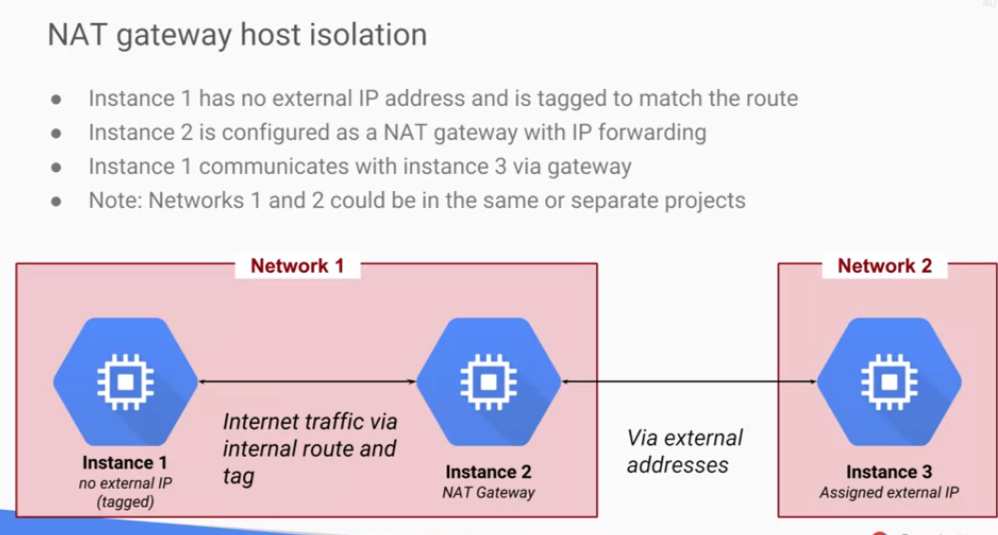 NAT gateway host isolation
● Instance 1 has no external IP address and is tagged to match the route
● Instance 2 is configured as a NAT gateway with IP forwarding
● Instance 1 communicates with instance 3 via gateway
● Note: Networks 1 and 2 could be in the same or separate projects
Network 1
Network 2
Internet traffic via
internal route and
tag
Via external
addresses
Instance 1
no external IP
(tagged)
Instance 2
NAT Gateway
Instance 3
Assigned external IP